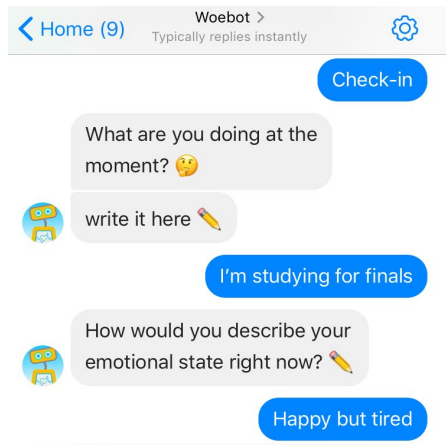 Home (9)
Woebot >
Typically replies instantly
Check-in
What are you doing at the
moment? 🤔
write it here ✏️
I'm studying for finals
How would you describe your
emotional state right now? ✏️
Happy but tired